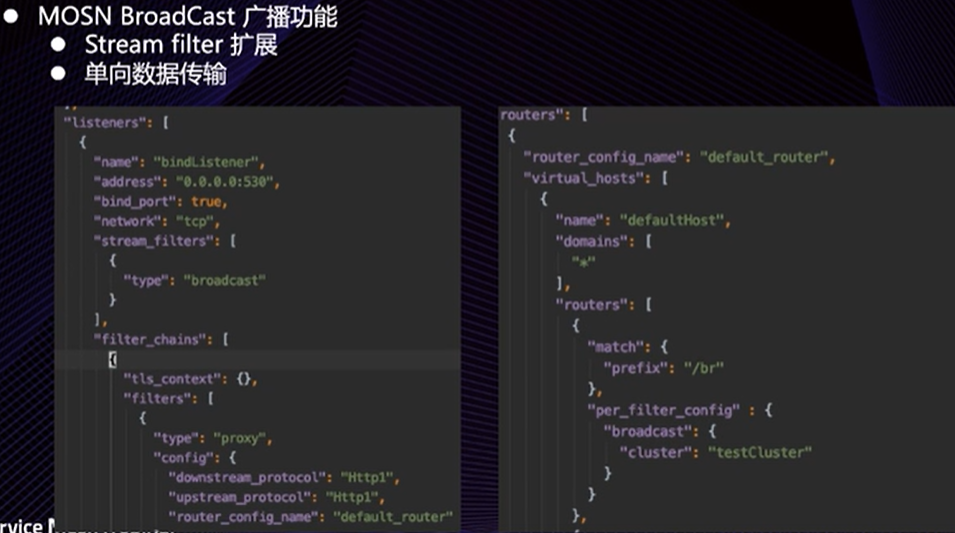 MOSN BroadCast 广播功能
Stream filter 扩展
单向数据传输
"listeners": [
{
"name": "bindListener",
"address": "0.0.0.0:530",
"bind_port": true,
"network": "tcp",
"stream_filters": [
{
"type": "broadcast"
}
],
"filter_chains": [
{
"tls_context": {},
"filters": [
{
"type": "proxy",
"config": {
"downstream_protocol": "Http1",
"upstream_protocol": "Http1",
"router_config_name": "default_router"
routers": [
{
"router_config_name": "default_router",
"virtual_hosts": [
{
"name": "defaultHost",
"domains": [
"*"
],
"routers": [
{
"match": {
"prefix": "/br"
},
"per_filter_config" : {
"broadcast": {
"cluster": "testCluster"
}
}
},
rvice